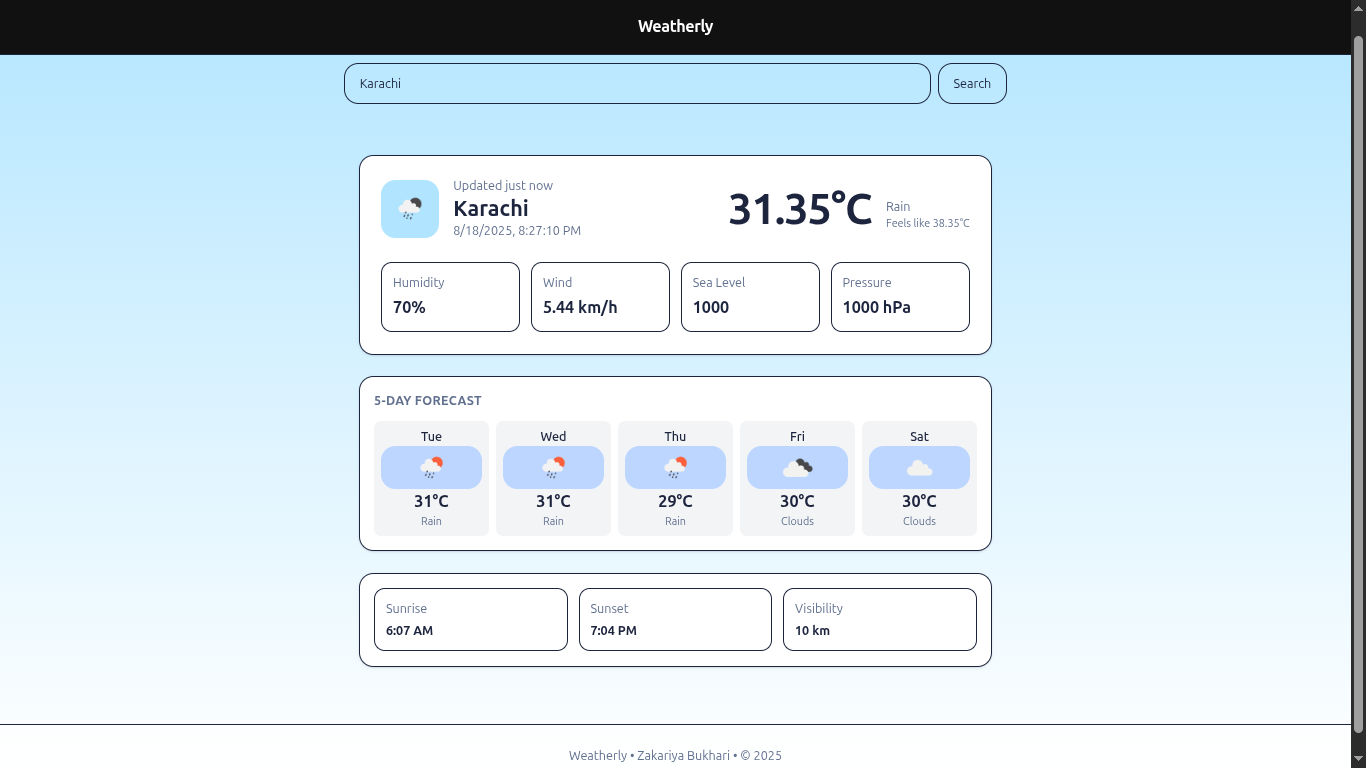 Weatherly
Karachi
Search
Updated just now
Karachi
8/18/2025, 8:27:10 PM
31.35°C
Rain
Feels like 38.35°C
Humidity
70%
Wind
5.44 km/h
Sea Level
1000
Pressure
1000 hPa
5-DAY FORECAST
Tue
31°C
Rain
Wed
31°C
Rain
Thu
29°C
Rain
Fri
30°C
Clouds
Sat
30°C
Clouds
Sunrise
6:07 AM
Sunset
7:04 PM
Visibility
10 km
Weatherly • Zakariya Bukhari • © 2025